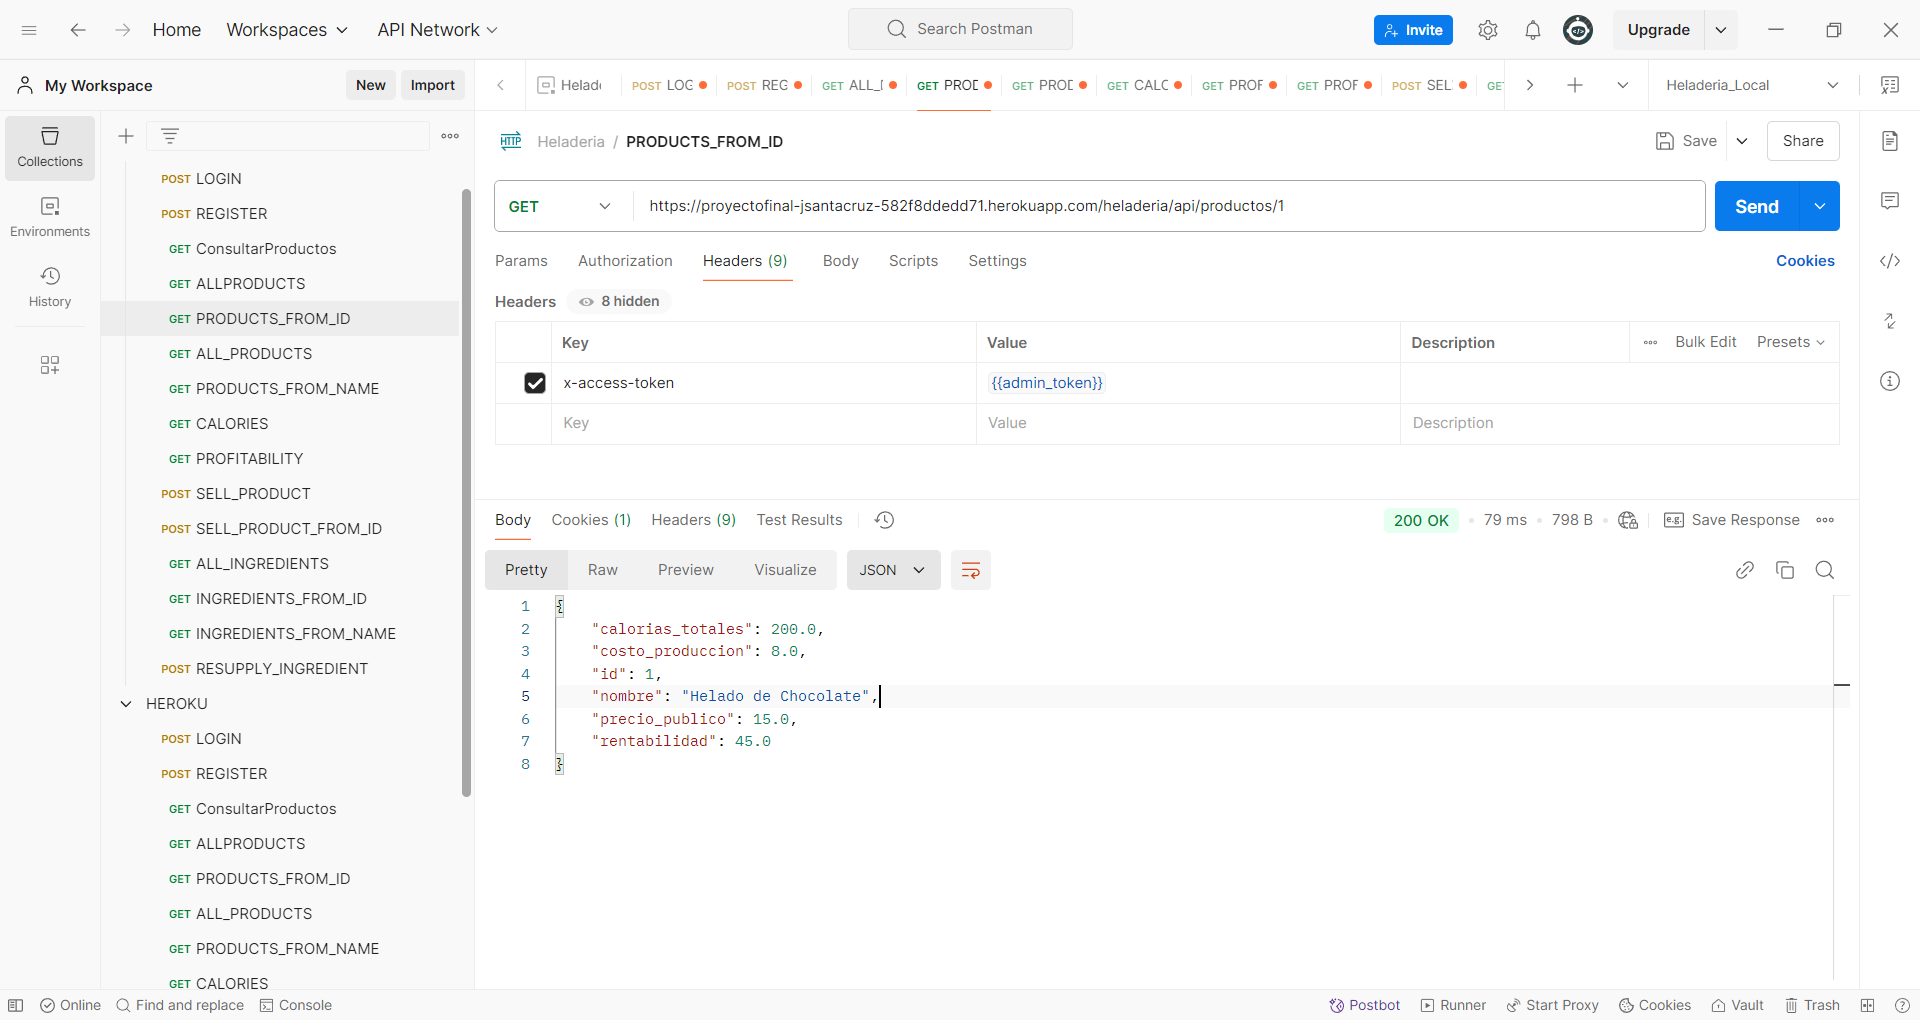 Home Workspaces API Network Search Postman Invite Upgrade
My Workspace New Import
Helad POST LOG POST REG GET ALL_ GET PROD GET PROD GET CALC GET PROF GET PROF POST SEL GE Heladeria_Local
Collections
Environments
History
POST LOGIN
POST REGISTER
GET ConsultarProductos
GET ALLPRODUCTS
GET PRODUCTS_FROM_ID
GET ALL_PRODUCTS
GET PRODUCTS_FROM_NAME
GET CALORIES
GET PROFITABILITY
POST SELL_PRODUCT
POST SELL_PRODUCT_FROM_ID
GET ALL_INGREDIENTS
GET INGREDIENTS_FROM_ID
GET INGREDIENTS_FROM_NAME
POST RESUPPLY_INGREDIENT
HEROKU
POST LOGIN
POST REGISTER
GET ConsultarProductos
GET ALLPRODUCTS
GET PRODUCTS_FROM_ID
GET ALL_PRODUCTS
GET PRODUCTS_FROM_NAME
GET CALORIES
HTTP Heladeria / PRODUCTS_FROM_ID Save Share
GET https://proyectofinal-jsantacruz-582f8ddedd71.herokuapp.com/heladeria/api/productos/1 Send
Params Authorization Headers (9) Body Scripts Settings Cookies
Headers 8 hidden
Key Value Description Bulk Edit Presets
x-access-token {{admin_token}}
Key Value Description
Body Cookies (1) Headers (9) Test Results 200 OK 79 ms 798 B e.g. Save Response
Pretty Raw Preview Visualize JSON
1 {
2 "calorias_totales": 200.0,
3 "costo_produccion": 8.0,
4 "id": 1,
5 "nombre": "Helado de Chocolate",
6 "precio_publico": 15.0,
7 "rentabilidad": 45.0
8 }
Online Find and replace Console Postbot Runner Start Proxy Cookies Vault Trash